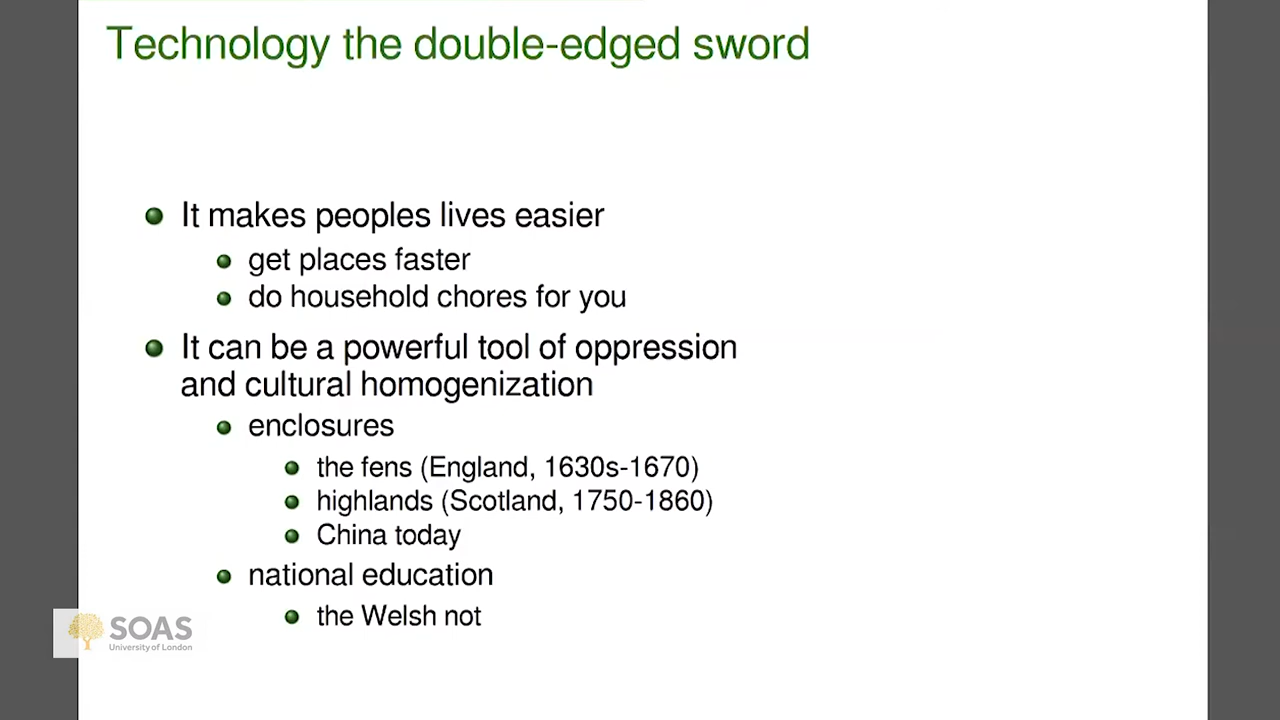 Technology the double-edged sword
It makes peoples lives easier
get places faster
do household chores for you
It can be a powerful tool of oppression
and cultural homogenization
enclosures
the fens (England, 1630s-1670)
highlands (Scotland, 1750-1860)
China today
national education
the Welsh not
SOAS
University of London